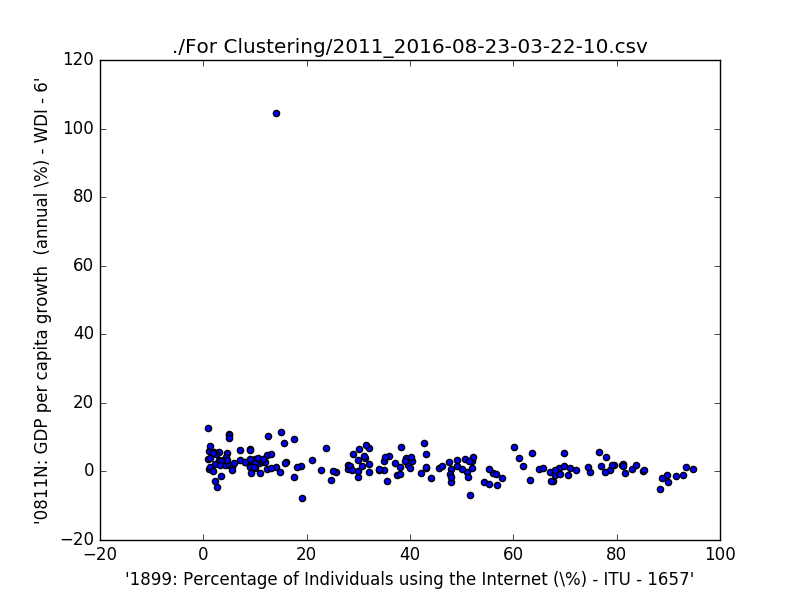 ./For Clustering/2011_2016-08-23-03-22-10.csv
120
100
80
60
40
20
0
−20
'0811N: GDP per capita growth  (annual \%) - WDI - 6'
−20 0 20 40 60 80 100
'1899: Percentage of Individuals using the Internet (\%) - ITU - 1657'